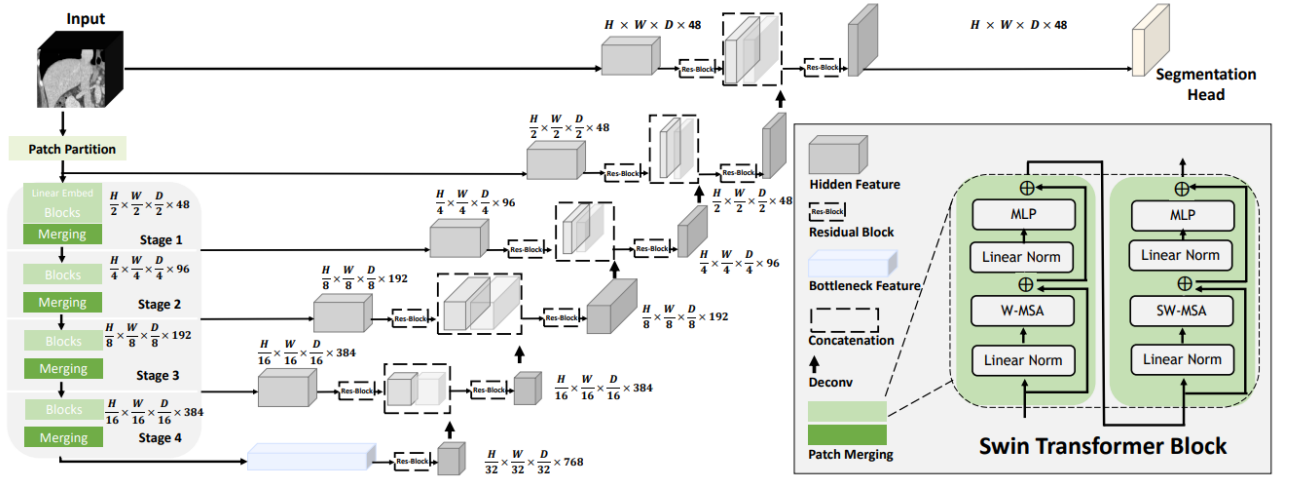 Input
H × W × D × 48
H × W × D × 48
Res-Block
Res-Block
Segmentation
Head
Patch Partition
H/2 × W/2 × D/2 × 48
Res-Block
Res-Block
H/2 × W/2 × D/2 × 48
Linear Embed
Blocks
Merging
H/2 × W/2 × D/2 × 48
Stage 1
H/4 × W/4 × D/4 × 96
Res-Block
Res-Block
H/4 × W/4 × D/4 × 96
Blocks
Merging
H/4 × W/4 × D/4 × 96
Stage 2
H/8 × W/8 × D/8 × 192
Res-Block
Res-Block
H/8 × W/8 × D/8 × 192
Blocks
Merging
H/8 × W/8 × D/8 × 192
Stage 3
H/16 × W/16 × D/16 × 384
Res-Block
Res-Block
H/16 × W/16 × D/16 × 384
Blocks
Merging
H/16 × W/16 × D/16 × 384
Stage 4
Res-Block
H/32 × W/32 × D/32 × 768
Hidden Feature
Res-Block
Residual Block
Bottleneck Feature
Concatenation
Deconv
Patch Merging
MLP
Linear Norm
W-MSA
Linear Norm
MLP
Linear Norm
SW-MSA
Linear Norm
Swin Transformer Block